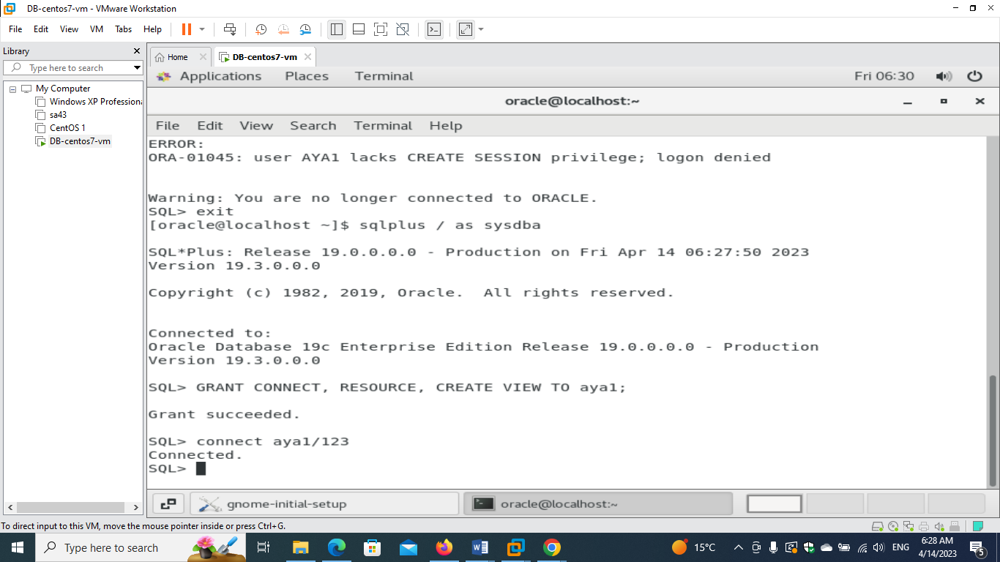 DB-centos7-vm - VMware Workstation
File Edit View VM Tabs Help
Library
Type here to search
My Computer
Windows XP Professiona
sa43
CentOS 1
DB-centos7-vm
Home
DB-centos7-vm
Applications Places Terminal Fri 06:30
oracle@localhost:~
File Edit View Search Terminal Help
ERROR:
ORA-01045: user AYA1 lacks CREATE SESSION privilege; logon denied
Warning: You are no longer connected to ORACLE.
SQL> exit
[oracle@localhost ~]$ sqlplus / as sysdba
SQL*Plus: Release 19.0.0.0.0 - Production on Fri Apr 14 06:27:50 2023
Version 19.3.0.0.0
Copyright (c) 1982, 2019, Oracle.  All rights reserved.
Connected to:
Oracle Database 19c Enterprise Edition Release 19.0.0.0.0 - Production
Version 19.3.0.0.0
SQL> GRANT CONNECT, RESOURCE, CREATE VIEW TO aya1;
Grant succeeded.
SQL> connect aya1/123
Connected.
SQL>
gnome-initial-setup
oracle@localhost:~
To direct input to this VM, move the mouse pointer inside or press Ctrl+G.
Type here to search
15°C
ENG
6:28 AM
4/14/2023
5